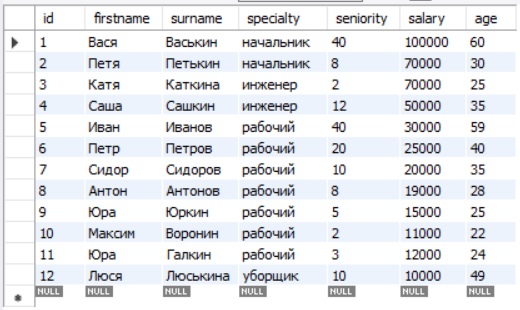 id firstname surname specialty seniority salary age
1 Вася Васькин начальник 40 100000 60
2 Петя Петькин начальник 8 70000 30
3 Катя Каткина инженер 2 70000 25
4 Саша Сашкин инженер 12 50000 35
5 Иван Иванов рабочий 40 30000 59
6 Петр Петров рабочий 20 25000 40
7 Сидор Сидоров рабочий 10 20000 35
8 Антон Антонов рабочий 8 19000 28
9 Юра Юркин рабочий 5 15000 25
10 Максим Воронин рабочий 2 11000 22
11 Юра Галкин рабочий 3 12000 24
12 Люся Люськина уборщик 10 10000 49
NULL NULL NULL NULL NULL NULL NULL